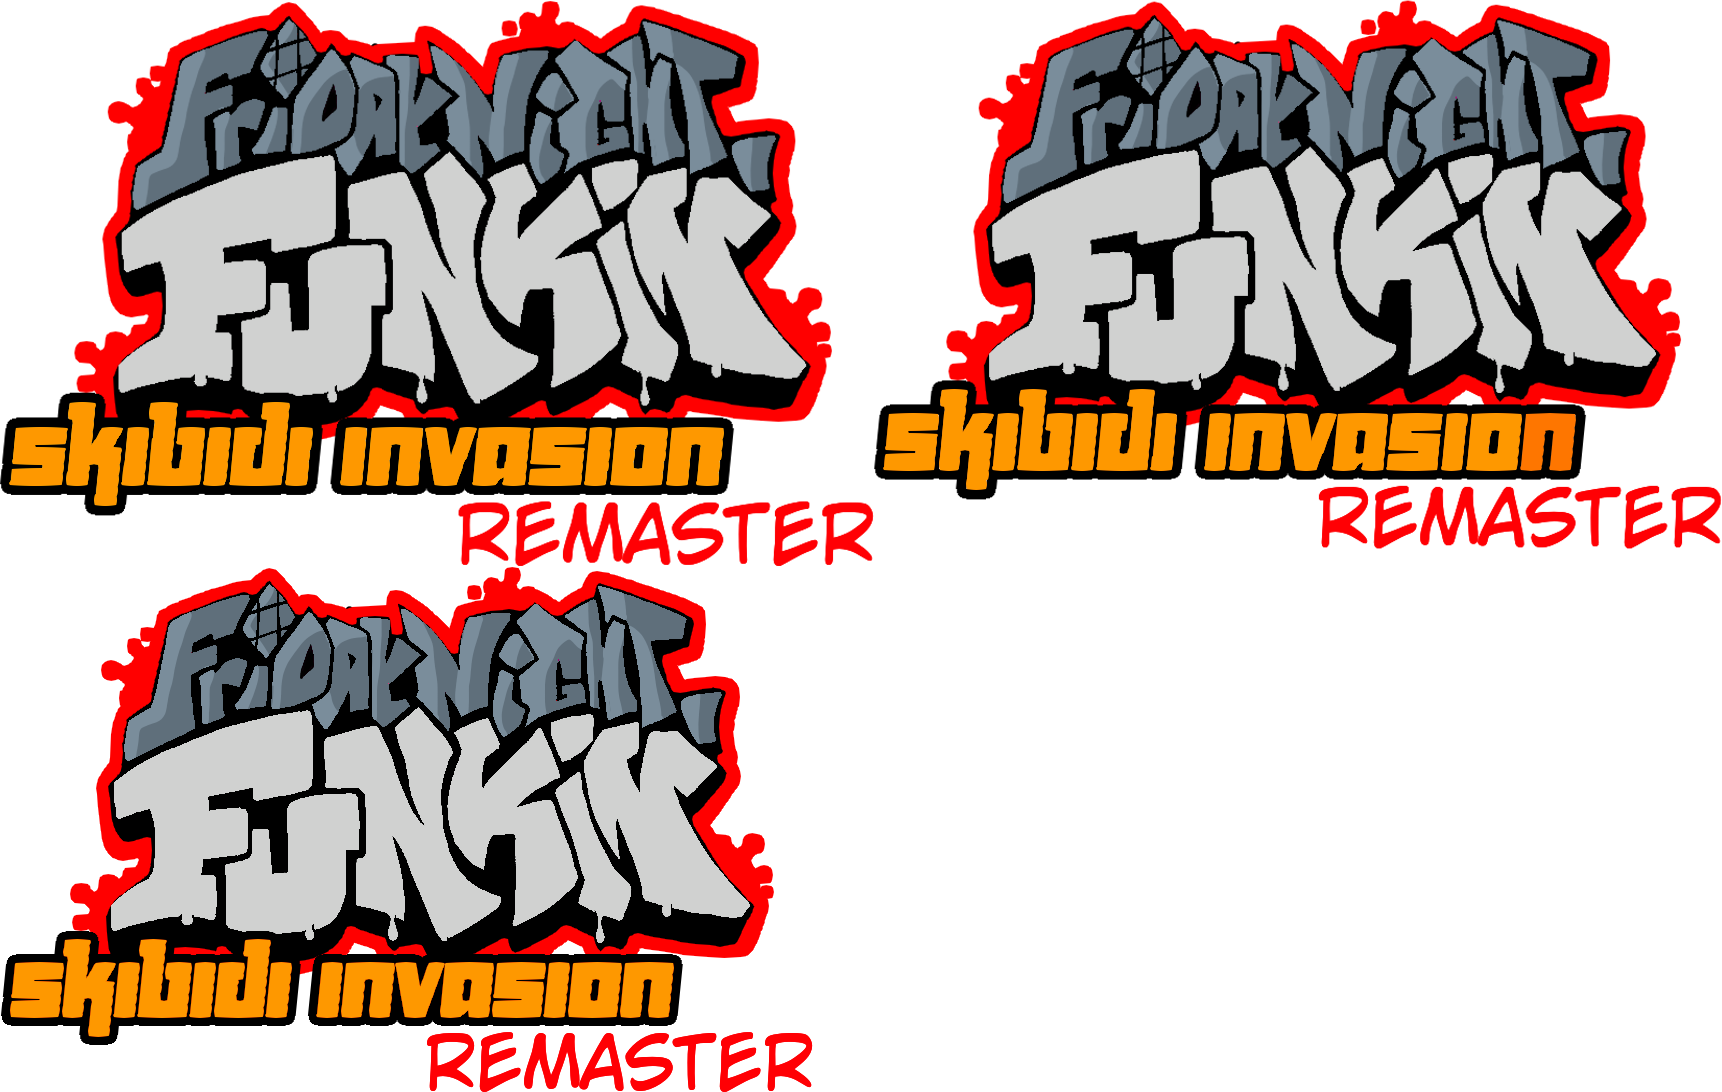 FRIDAY NIGHT
FUNKIN
SKIBIDI INVASION
REMASTER
FRIDAY NIGHT
FUNKIN
SKIBIDI INVASION
REMASTER
FRIDAY NIGHT
FUNKIN
SKIBIDI INVASION
REMASTER